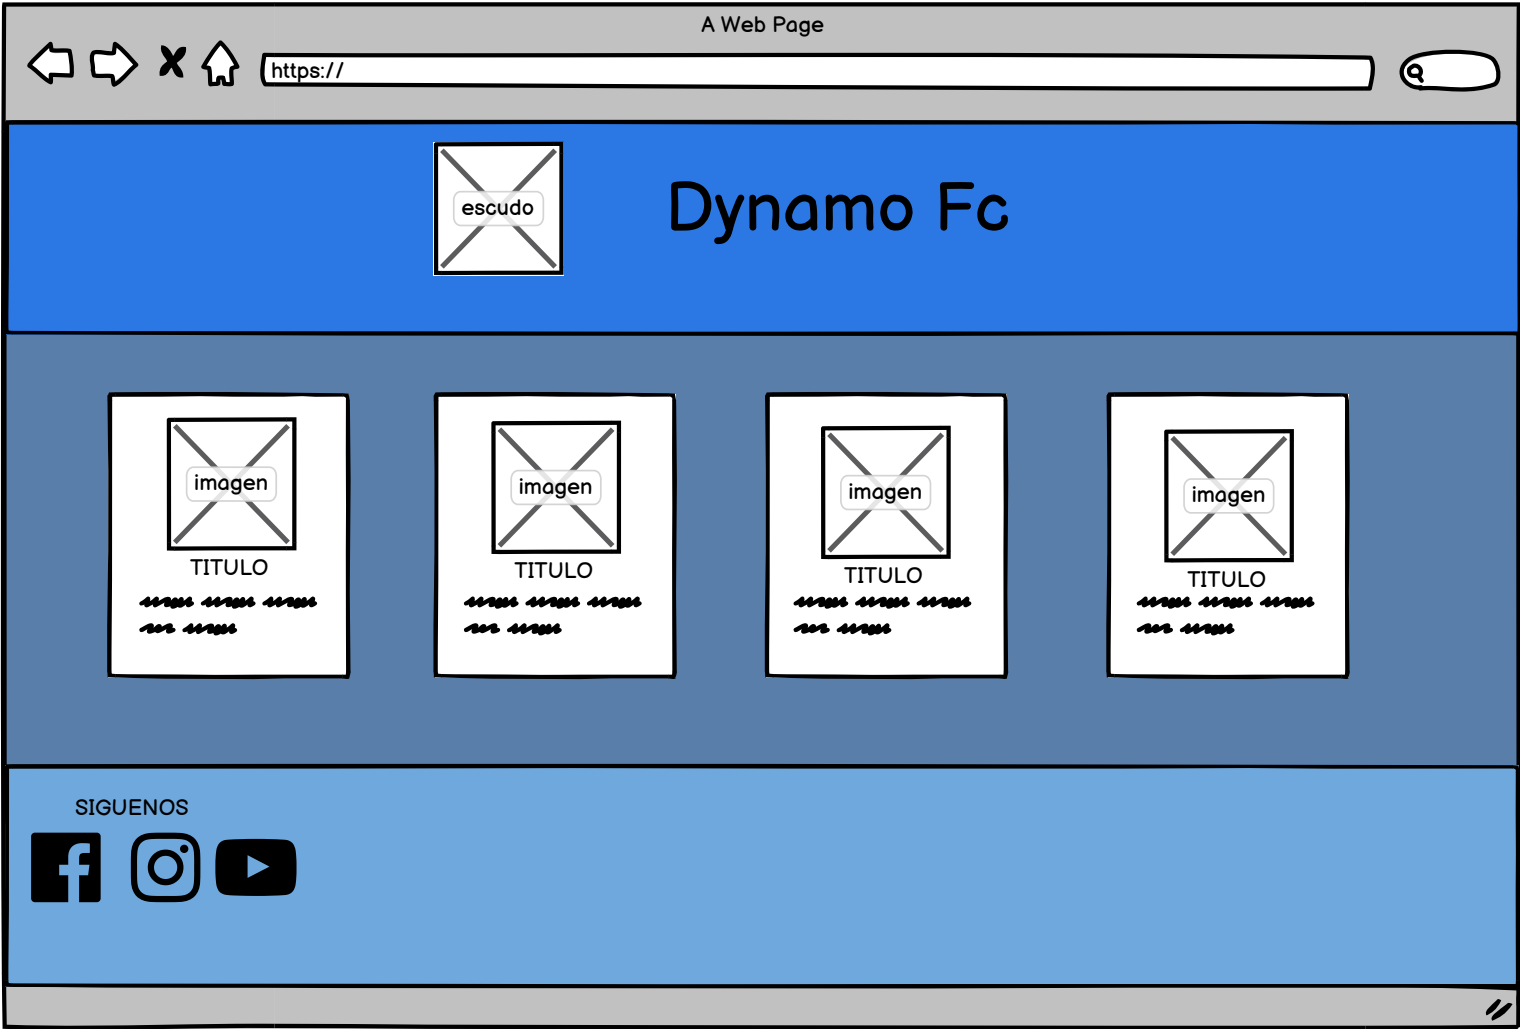 A Web Page
https://
escudo
Dynamo Fc
imagen
imagen
imagen
imagen
TITULO
TITULO
TITULO
TITULO
SIGUENOS